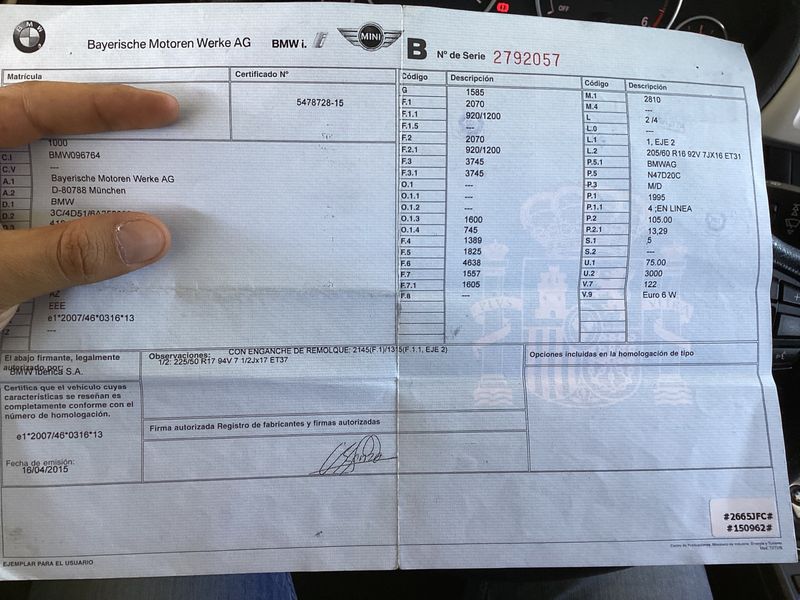 BMW
Bayerische Motoren Werke AG
BMW i.
MINI
B
Nº de Serie 2792057
OFF
6
Matrícula
Certificado Nº
5478728-15
1000
C.I BMW096764
C.V ---
A.1 Bayerische Motoren Werke AG
A.2 D-80788 München
D.1 BMW
D.2
EEE
e1*2007/46*0316*13
---
Código Descripción
G 1585
F.1 2070
F.1.1 920/1200
F.1.5 ---
F.2 2070
F.2.1 920/1200
F.3 3745
F.3.1 3745
O.1 ---
O.1.1 ---
O.1.2 ---
O.1.3 1600
O.1.4 745
F.4 1389
F.5 1825
F.6 4638
F.7 1557
F.7.1 1605
F.8 ---
Código Descripción
M.1 2810
M.4 ---
L 2 /4
L.0 ---
L.1 1, EJE 2
L.2 205/60 R16 92V 7JX16 ET31
P.5.1 BMWAG
P.5 N47D20C
P.3 M/D
P.1 1995
P.1.1 4 ;EN LINEA
P.2 105.00
P.2.1 13,29
S.1 5
S.2 ---
U.1 75.00
U.2 3000
V.7 122
V.9 Euro 6 W
El abajo firmante, legalmente
autorizado por:
BMW Ibérica S.A.
Observaciones:
CON ENGANCHE DE REMOLQUE: 2145(F.1)/1315(F.1.1, EJE 2)
1/2: 225/50 R17 94V 7 1/2Jx17 ET37
Opciones incluidas en la homologación de tipo
Certifica que el vehículo cuyas
características se reseñan es
completamente conforme con el
número de homologación.
e1*2007/46*0316*13
Fecha de emisión:
16/04/2015
Firma autorizada Registro de fabricantes y firmas autorizadas
#2665JFC#
#150962#
EJEMPLAR PARA EL USUARIO